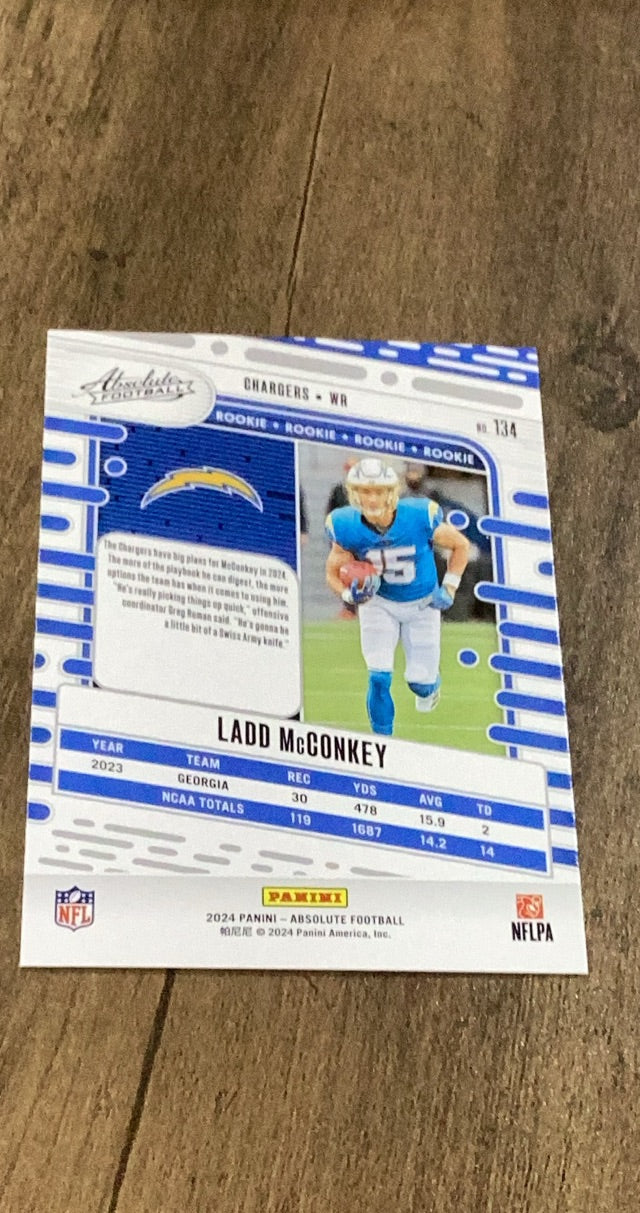 Absolute
FOOTBALL
CHARGERS • WR
NO. 134
ROOKIE • ROOKIE • ROOKIE • ROOKIE
The Chargers have big plans for McConkey in 2024.
The more of the playbook he can digest, the more
options the team has when it comes to using him.
"He's really picking things up quick," offensive
coordinator Greg Roman said. "He's gonna be
a little bit of a Swiss Army knife."
15
LADD McCONKEY
YEAR TEAM REC YDS AVG TD
2023 GEORGIA 30 478 15.9 2
NCAA TOTALS 119 1687 14.2 14
NFL
PANINI
2024 PANINI – ABSOLUTE FOOTBALL
帕尼尼 © 2024 Panini America, Inc.
NFLPA